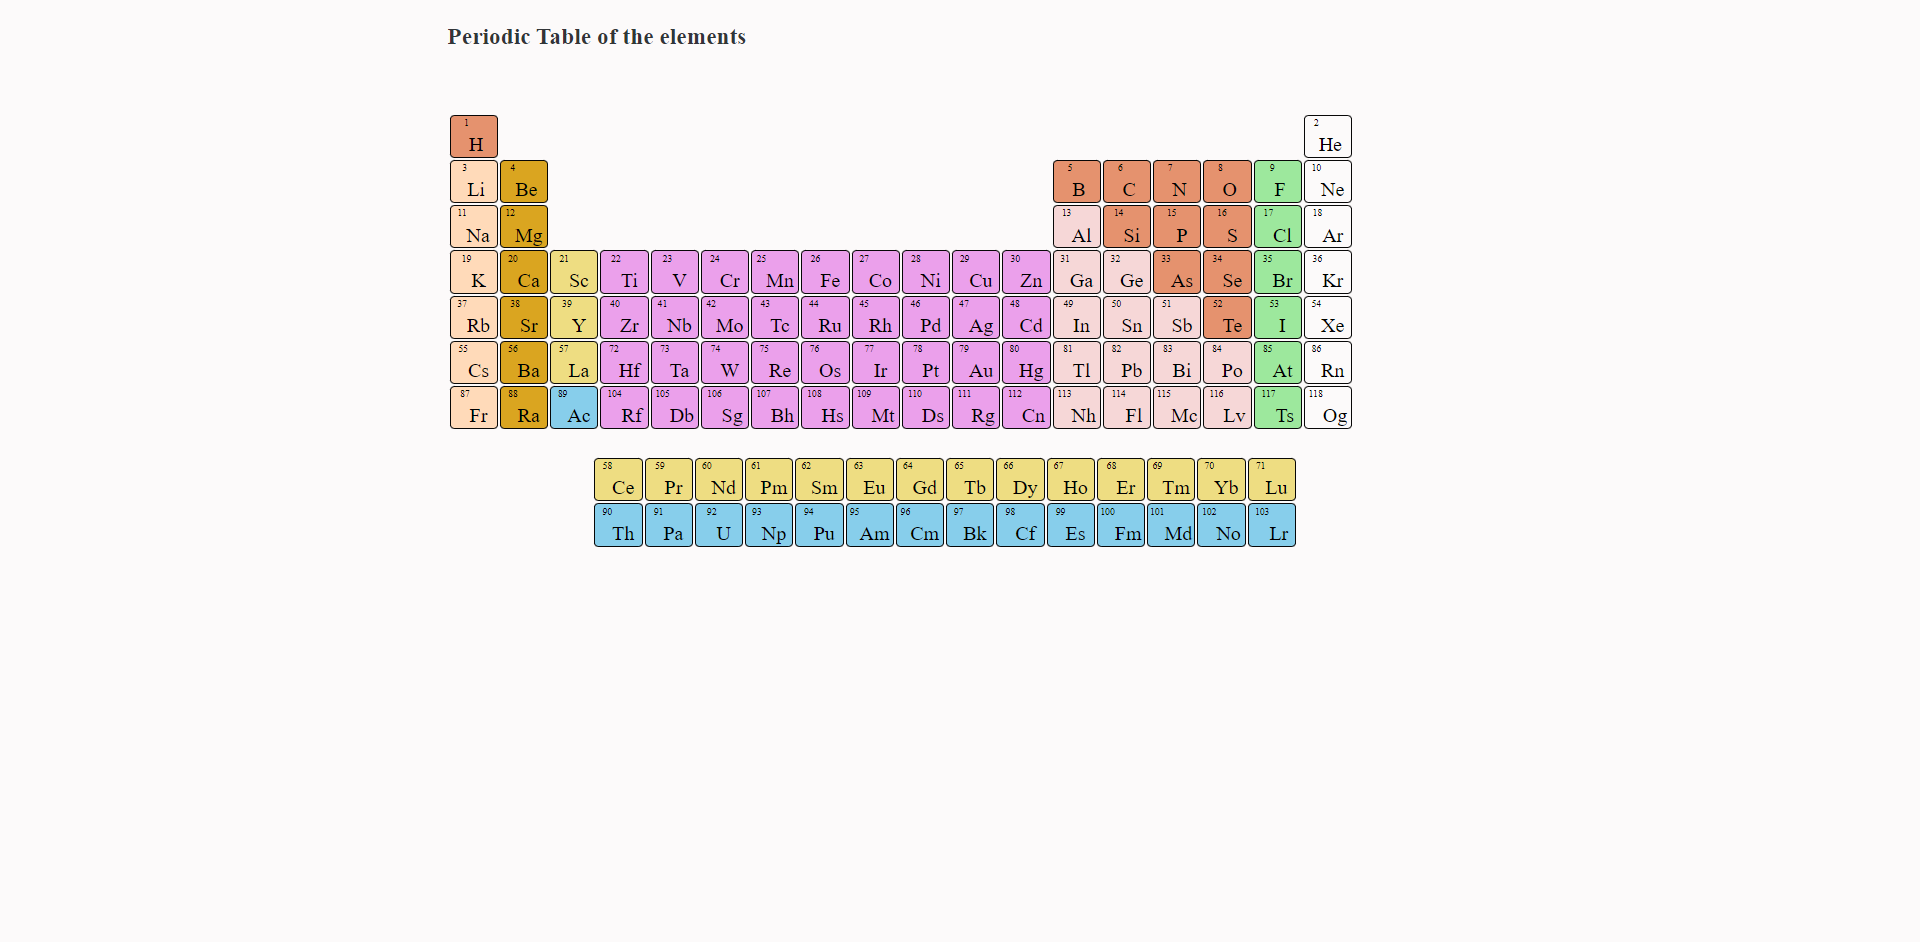 Periodic Table of the elements
1 2
H He
3 4 5 6 7 8 9 10
Li Be B C N O F Ne
11 12 13 14 15 16 17 18
Na Mg Al Si P S Cl Ar
19 20 21 22 23 24 25 26 27 28 29 30 31 32 33 34 35 36
K Ca Sc Ti V Cr Mn Fe Co Ni Cu Zn Ga Ge As Se Br Kr
37 38 39 40 41 42 43 44 45 46 47 48 49 50 51 52 53 54
Rb Sr Y Zr Nb Mo Tc Ru Rh Pd Ag Cd In Sn Sb Te I Xe
55 56 57 72 73 74 75 76 77 78 79 80 81 82 83 84 85 86
Cs Ba La Hf Ta W Re Os Ir Pt Au Hg Tl Pb Bi Po At Rn
87 88 89 104 105 106 107 108 109 110 111 112 113 114 115 116 117 118
Fr Ra Ac Rf Db Sg Bh Hs Mt Ds Rg Cn Nh Fl Mc Lv Ts Og
58 59 60 61 62 63 64 65 66 67 68 69 70 71
Ce Pr Nd Pm Sm Eu Gd Tb Dy Ho Er Tm Yb Lu
90 91 92 93 94 95 96 97 98 99 100 101 102 103
Th Pa U Np Pu Am Cm Bk Cf Es Fm Md No Lr